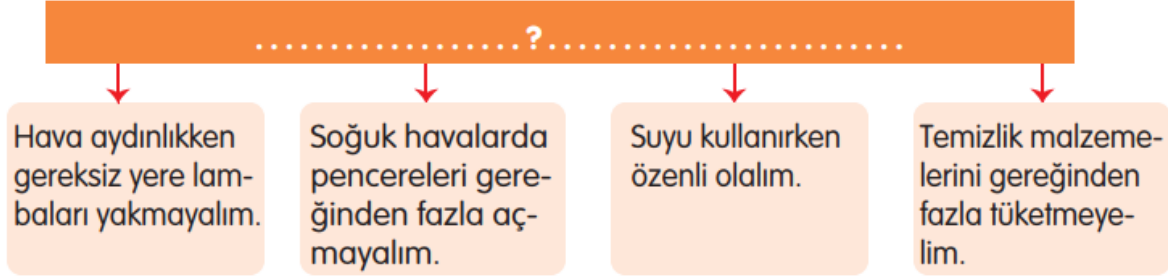 ..................?........................
Hava aydınlıkken
gereksiz yere lam-
baları yakmayalım.
Soğuk havalarda
pencereleri gere-
ğinden fazla aç-
mayalım.
Suyu kullanırken
özenli olalım.
Temizlik malzeme-
lerini gereğinden
fazla tüketmeye-
lim.